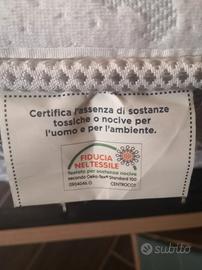 Certifica l'assenza di sostanze
tossiche o nocive per
l'uomo e per l'ambiente.
FIDUCIA
NEL TESSILE
Testato per sostanze nocive
secondo Oeko-Tex® Standard 100
CENTROCOT
subito